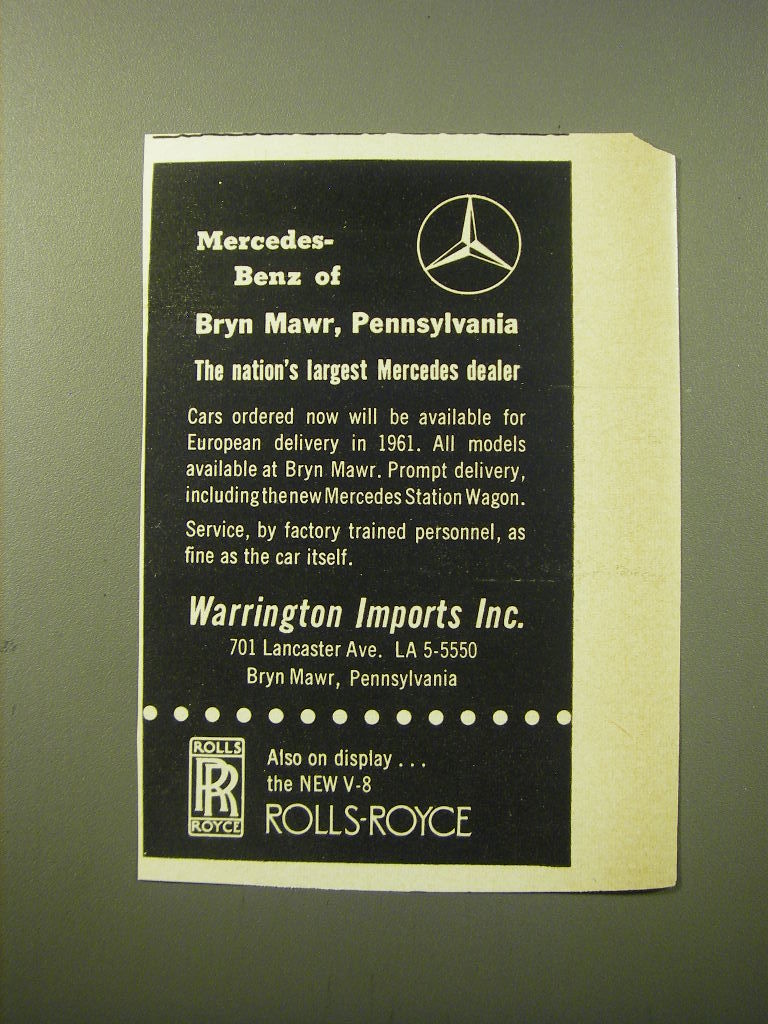 Mercedes-
Benz of
Bryn Mawr, Pennsylvania
The nation's largest Mercedes dealer
Cars ordered now will be available for
European delivery in 1961. All models
available at Bryn Mawr. Prompt delivery,
including the new Mercedes Station Wagon.
Service, by factory trained personnel, as
fine as the car itself.
Warrington Imports Inc.
701 Lancaster Ave. LA 5-5550
Bryn Mawr, Pennsylvania
ROLLS
RR
ROYCE
Also on display . . .
the NEW V-8
ROLLS-ROYCE